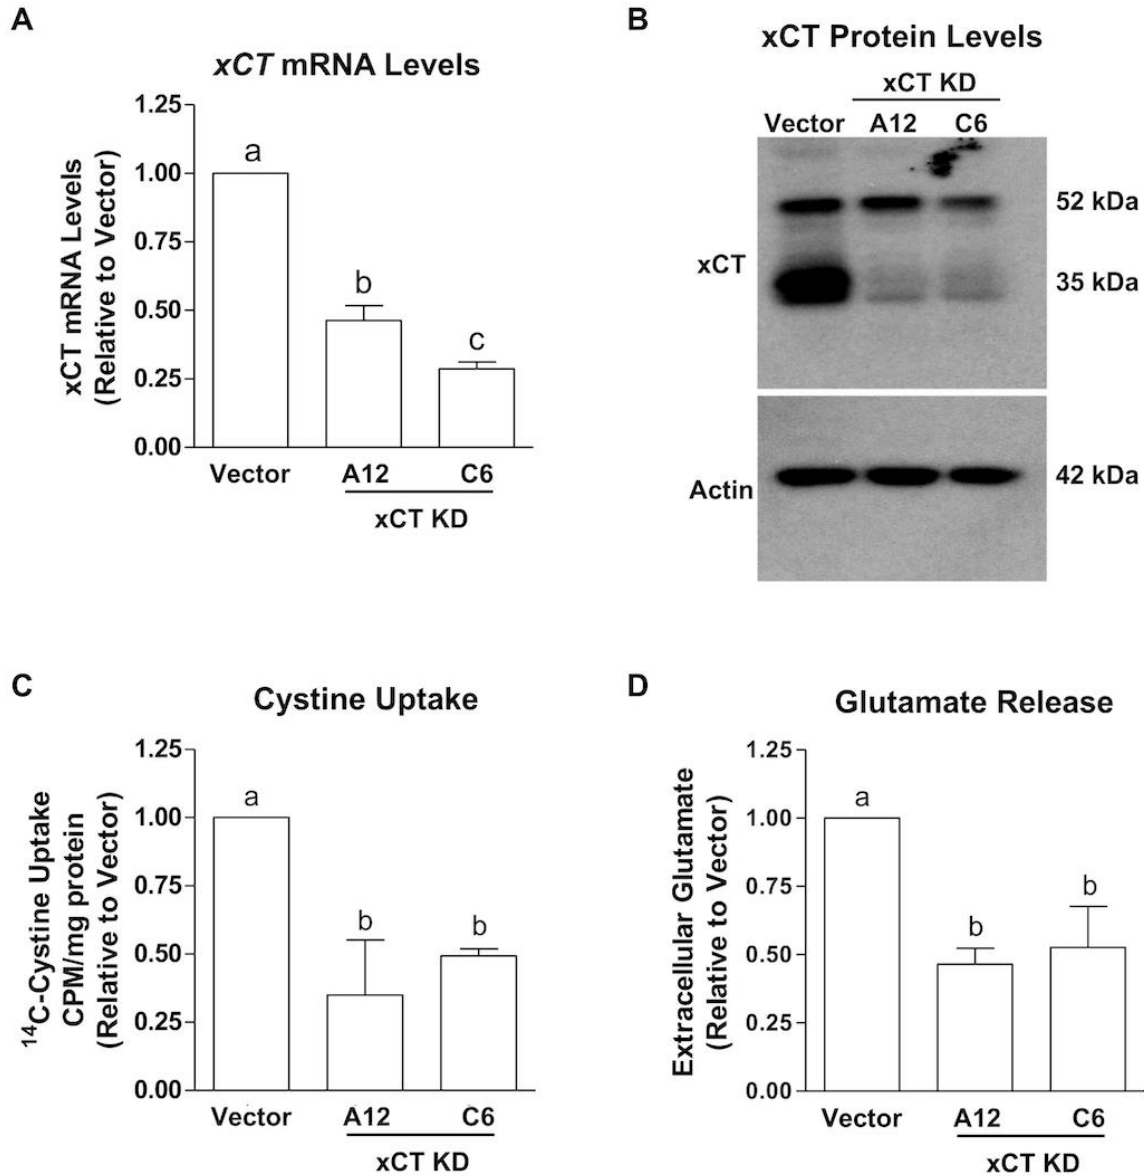 A
xCT mRNA Levels
xCT mRNA Levels
(Relative to Vector)
1.25
1.00
0.75
0.50
0.25
0.00
a
b
c
Vector
A12
C6
xCT KD
B
xCT Protein Levels
xCT KD
Vector
A12
C6
xCT
52 kDa
35 kDa
Actin
42 kDa
C
Cystine Uptake
¹⁴C-Cystine Uptake
CPM/mg protein
(Relative to Vector)
1.25
1.00
0.75
0.50
0.25
0.00
a
b
b
Vector
A12
C6
xCT KD
D
Glutamate Release
Extracellular Glutamate
(Relative to Vector)
1.25
1.00
0.75
0.50
0.25
0.00
a
b
b
Vector
A12
C6
xCT KD